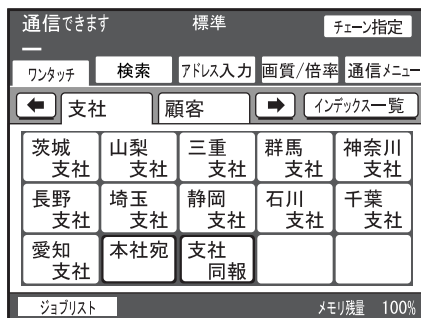 通信できます 標準 チェーン指定
ワンタッチ 検索 アドレス入力 画質/倍率 通信メニュー
支社 顧客 インデックス一覧
茨城 山梨 三重 群馬 神奈川
支社 支社 支社 支社 支社
長野 埼玉 静岡 石川 千葉
支社 支社 支社 支社 支社
愛知 本社宛 支社
支社 同報
ジョブリスト メモリ残量 100%